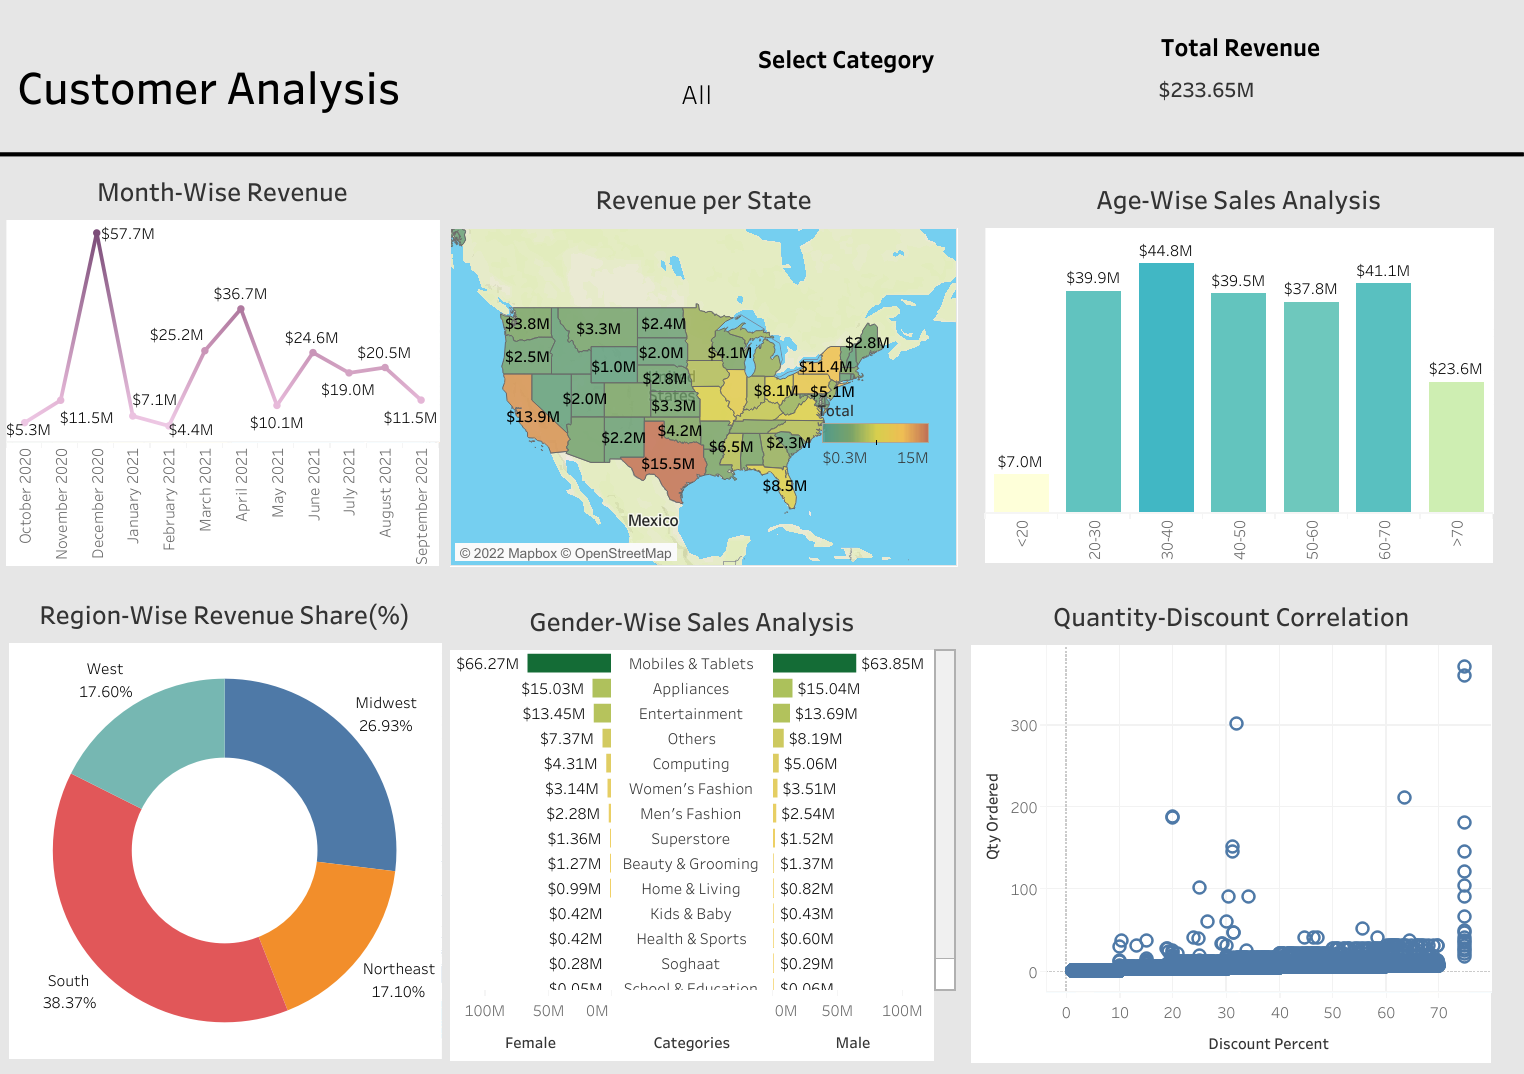 Customer Analysis
Select Category
All
Total Revenue
$233.65M
Month-Wise Revenue
$57.7M
$36.7M
$25.2M
$24.6M
$20.5M
$19.0M
$7.1M
$11.5M
$5.3M
$4.4M
$10.1M
$11.5M
October 2020
November 2020
December 2020
January 2021
February 2021
March 2021
April 2021
May 2021
June 2021
July 2021
August 2021
September 2021
Revenue per State
$3.8M
$3.3M
$2.4M
$2.8M
$2.5M
$1.0M
$2.0M
$4.1M
$11.4M
$2.8M
$2.0M
$8.1M
$5.1M
States
$13.9M
$3.3M
Total
$2.2M
$4.2M
$6.5M
$2.3M
$0.3M
15M
$15.5M
$8.5M
Mexico
© 2022 Mapbox © OpenStreetMap
Age-Wise Sales Analysis
$7.0M
$39.9M
$44.8M
$39.5M
$37.8M
$41.1M
$23.6M
<20
20-30
30-40
40-50
50-60
60-70
>70
Region-Wise Revenue Share(%)
West
17.60%
Midwest
26.93%
South
38.37%
Northeast
17.10%
Gender-Wise Sales Analysis
$66.27M Mobiles & Tablets $63.85M
$15.03M Appliances $15.04M
$13.45M Entertainment $13.69M
$7.37M Others $8.19M
$4.31M Computing $5.06M
$3.14M Women's Fashion $3.51M
$2.28M Men's Fashion $2.54M
$1.36M Superstore $1.52M
$1.27M Beauty & Grooming $1.37M
$0.99M Home & Living $0.82M
$0.42M Kids & Baby $0.43M
$0.42M Health & Sports $0.60M
$0.28M Soghaat $0.29M
$0.05M School & Education $0.06M
100M 50M 0M 0M 50M 100M
Female Categories Male
Quantity-Discount Correlation
Qty Ordered
300
200
100
0
0 10 20 30 40 50 60 70
Discount Percent